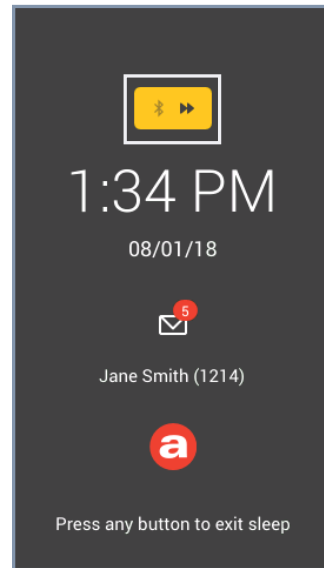 1:34 PM
08/01/18
5
Jane Smith (1214)
a
Press any button to exit sleep